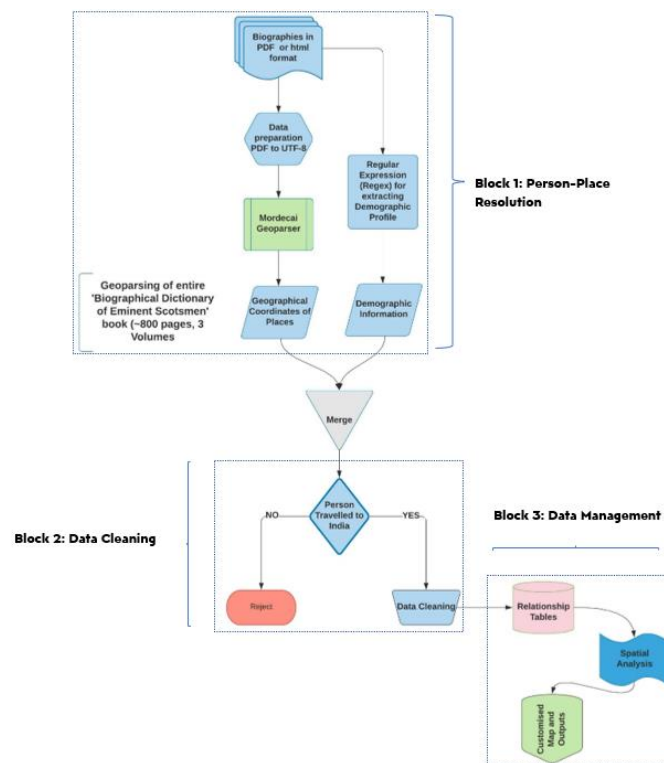 Biographies in
PDF or html
format
Data
preparation
PDF to UTF-8
Regular
Expression
(Regex) for
extracting
Demographic
Profile
Block 1: Person-Place
Resolution
Mordecai
Geoparser
Geoparsing of entire
'Biographical Dictionary
of Eminent Scotsmen'
book (~800 pages, 3
Volumes
Geographical
Coordinates of
Places
Demographic
Information
Merge
Block 2: Data Cleaning
Person
Travelled to
India
NO
YES
Reject
Data Cleaning
Block 3: Data Management
Relationship
Tables
Spatial
Analysis
Customised
Map and
Outputs